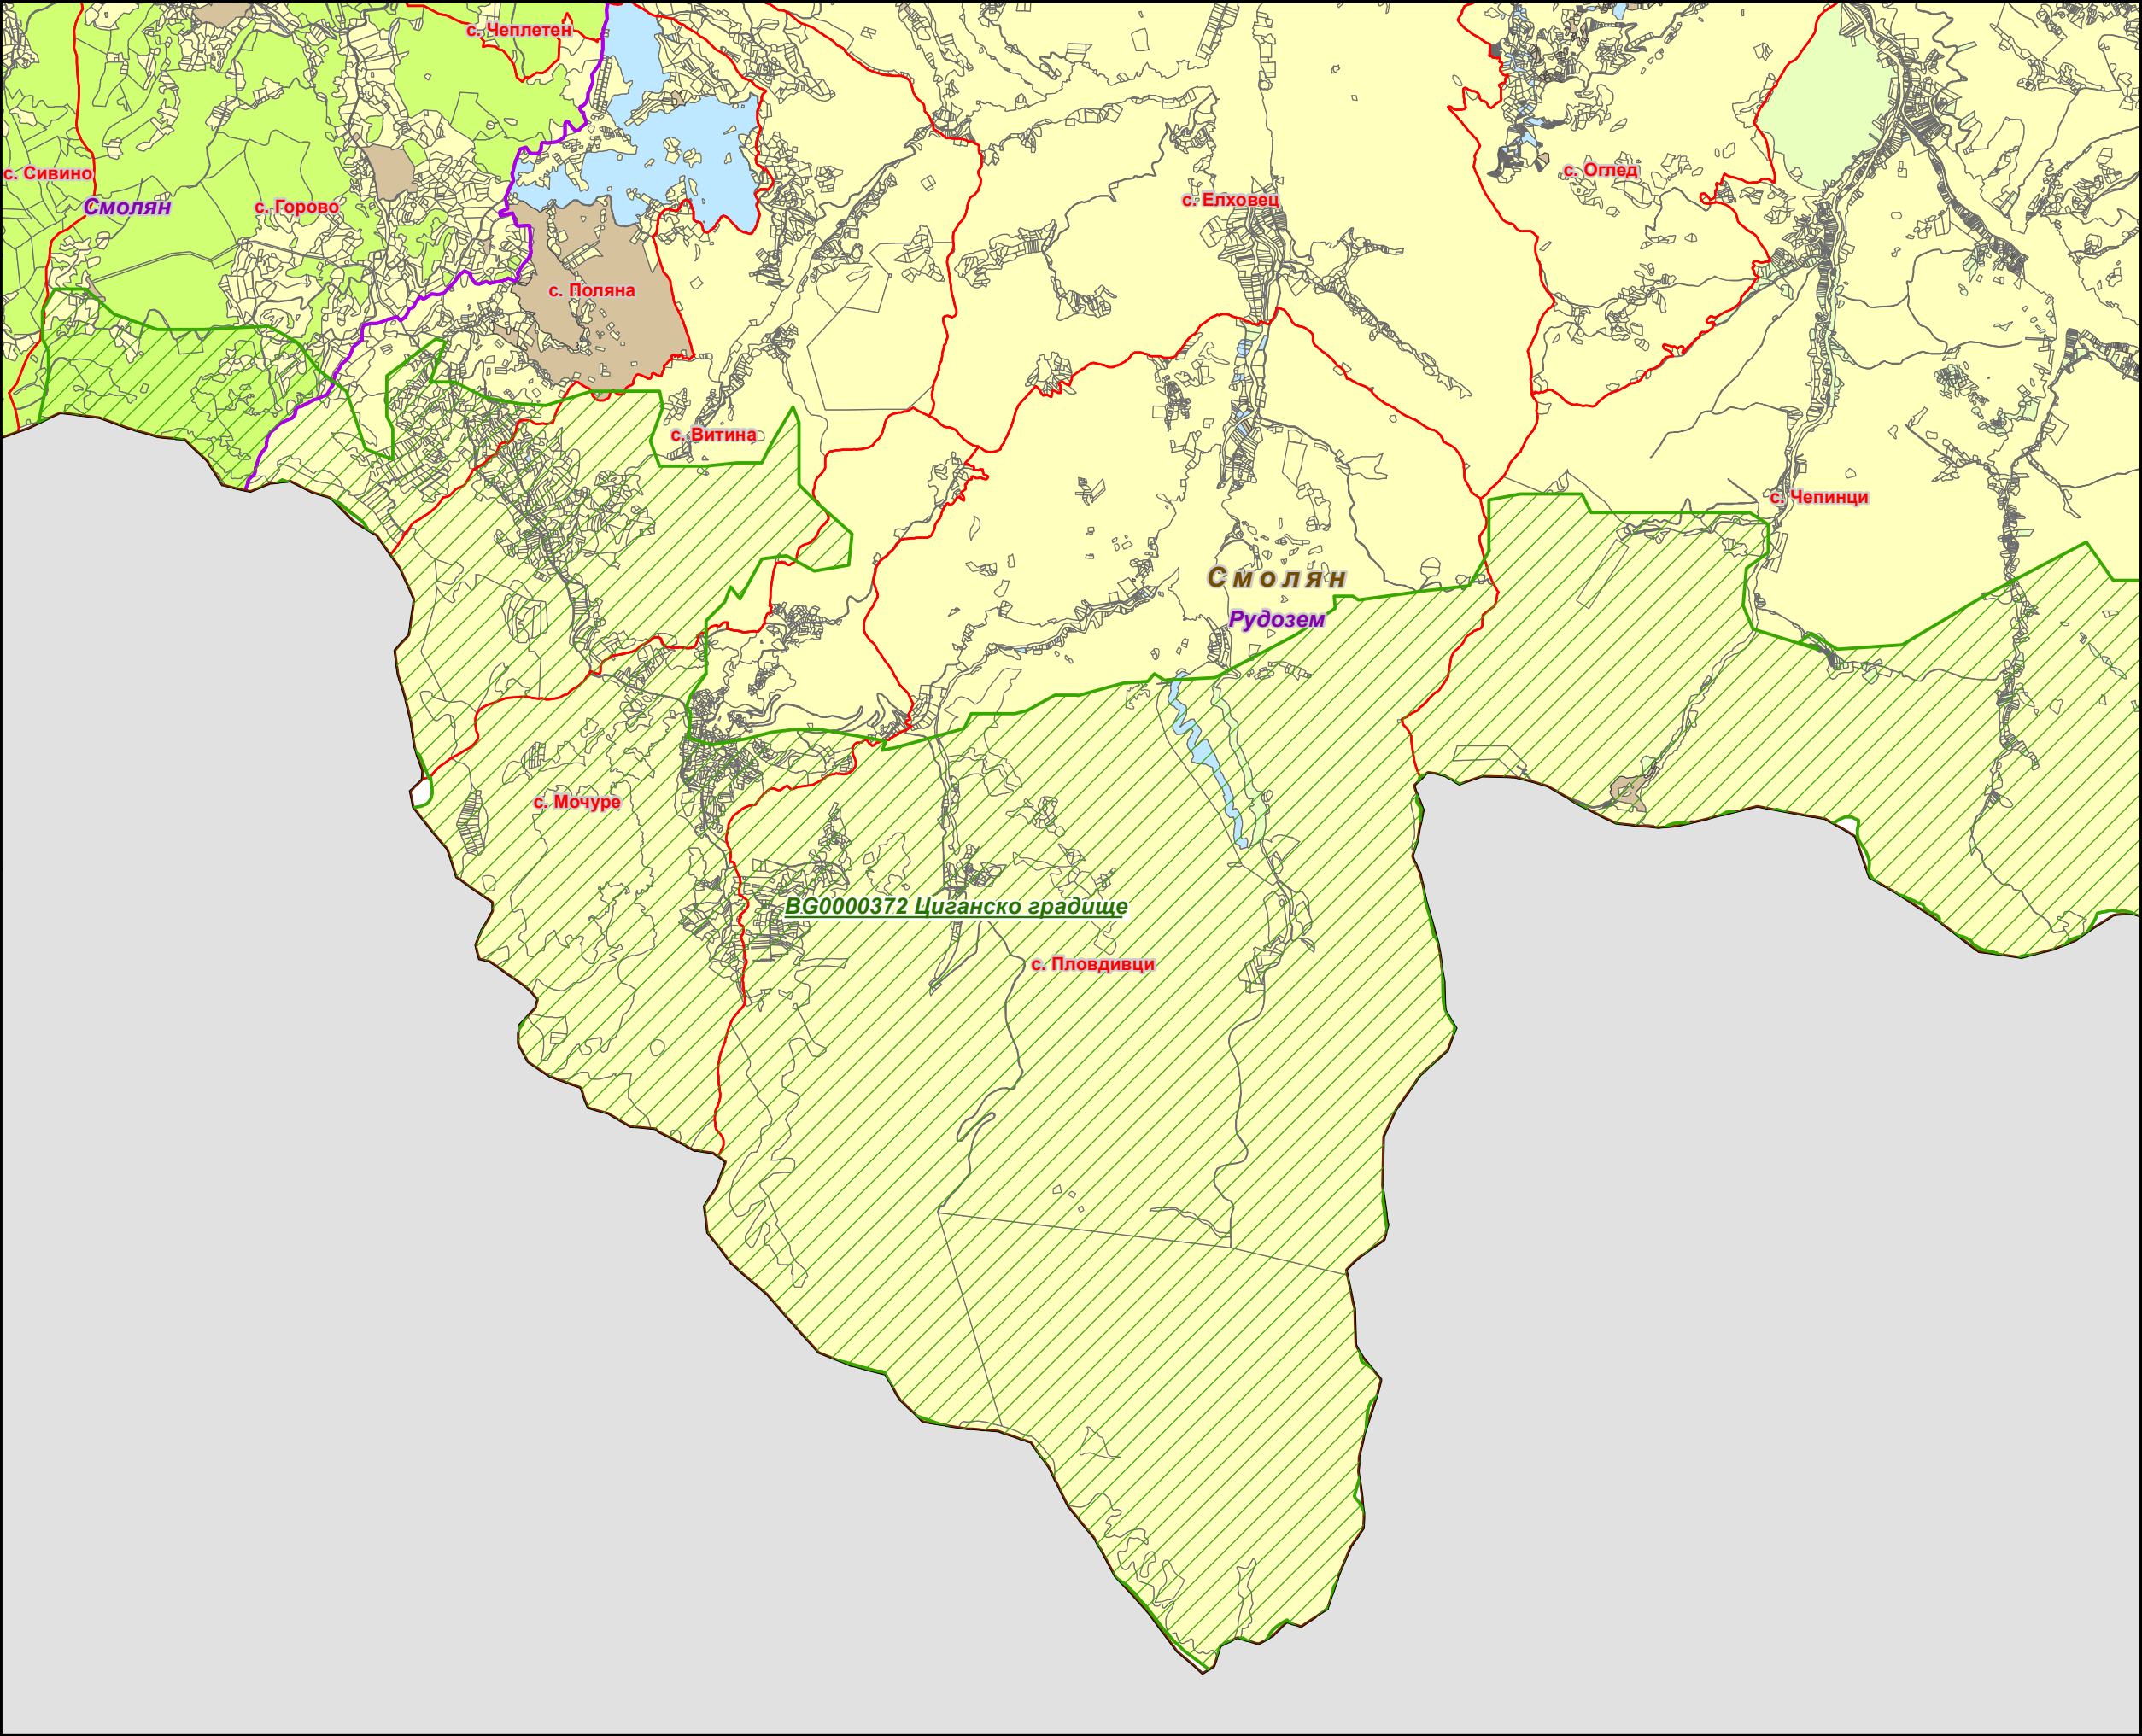 с. Чеплетен
с. Сивино
Смолян
с. Горово
с. Елховец
с. Оглед
с. Поляна
с. Витина
с. Чепинци
Смолян
Рудозем
с. Мочуре
BG0000372 Циганско градище
с. Пловдивци